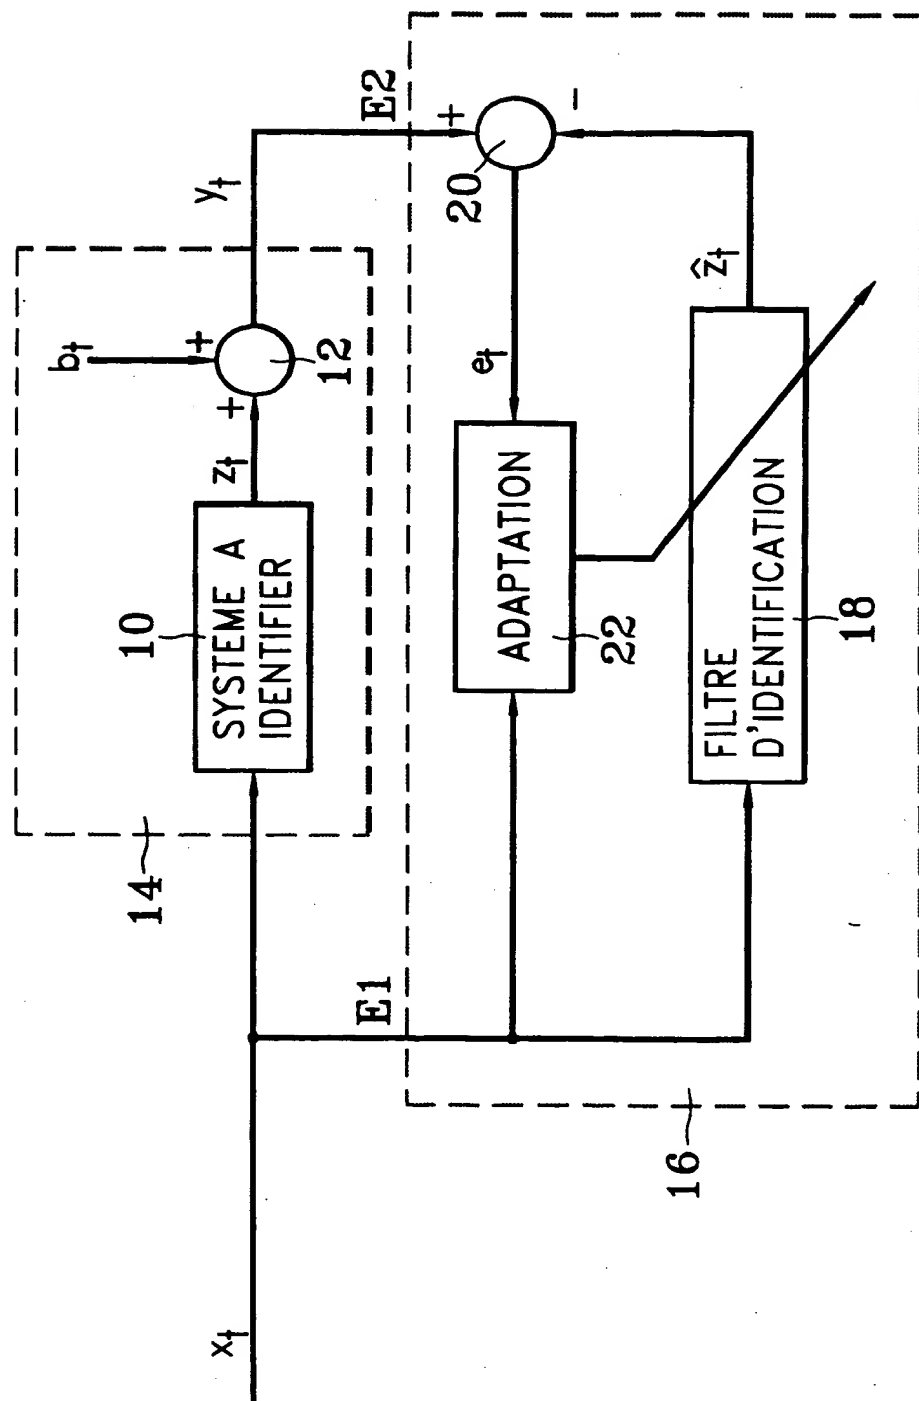 14
b_t
y_t
E2
+
+
12
z_t
10
SYSTEME A
IDENTIFIER
x_t
E1
+
-
20
e_t
ADAPTATION
22
ẑ_t
FILTRE
D'IDENTIFICATION
18
16